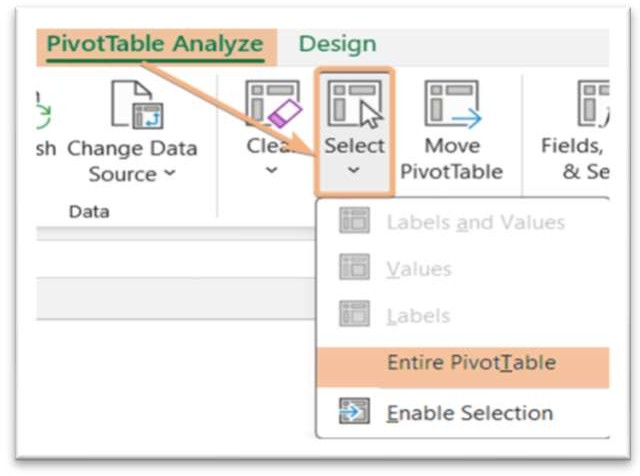 PivotTable Analyze Design
sh Change Data Clea Select Move Fields,
Source PivotTable & Se
Data
Labels and Values
Values
Labels
Entire PivotTable
Enable Selection